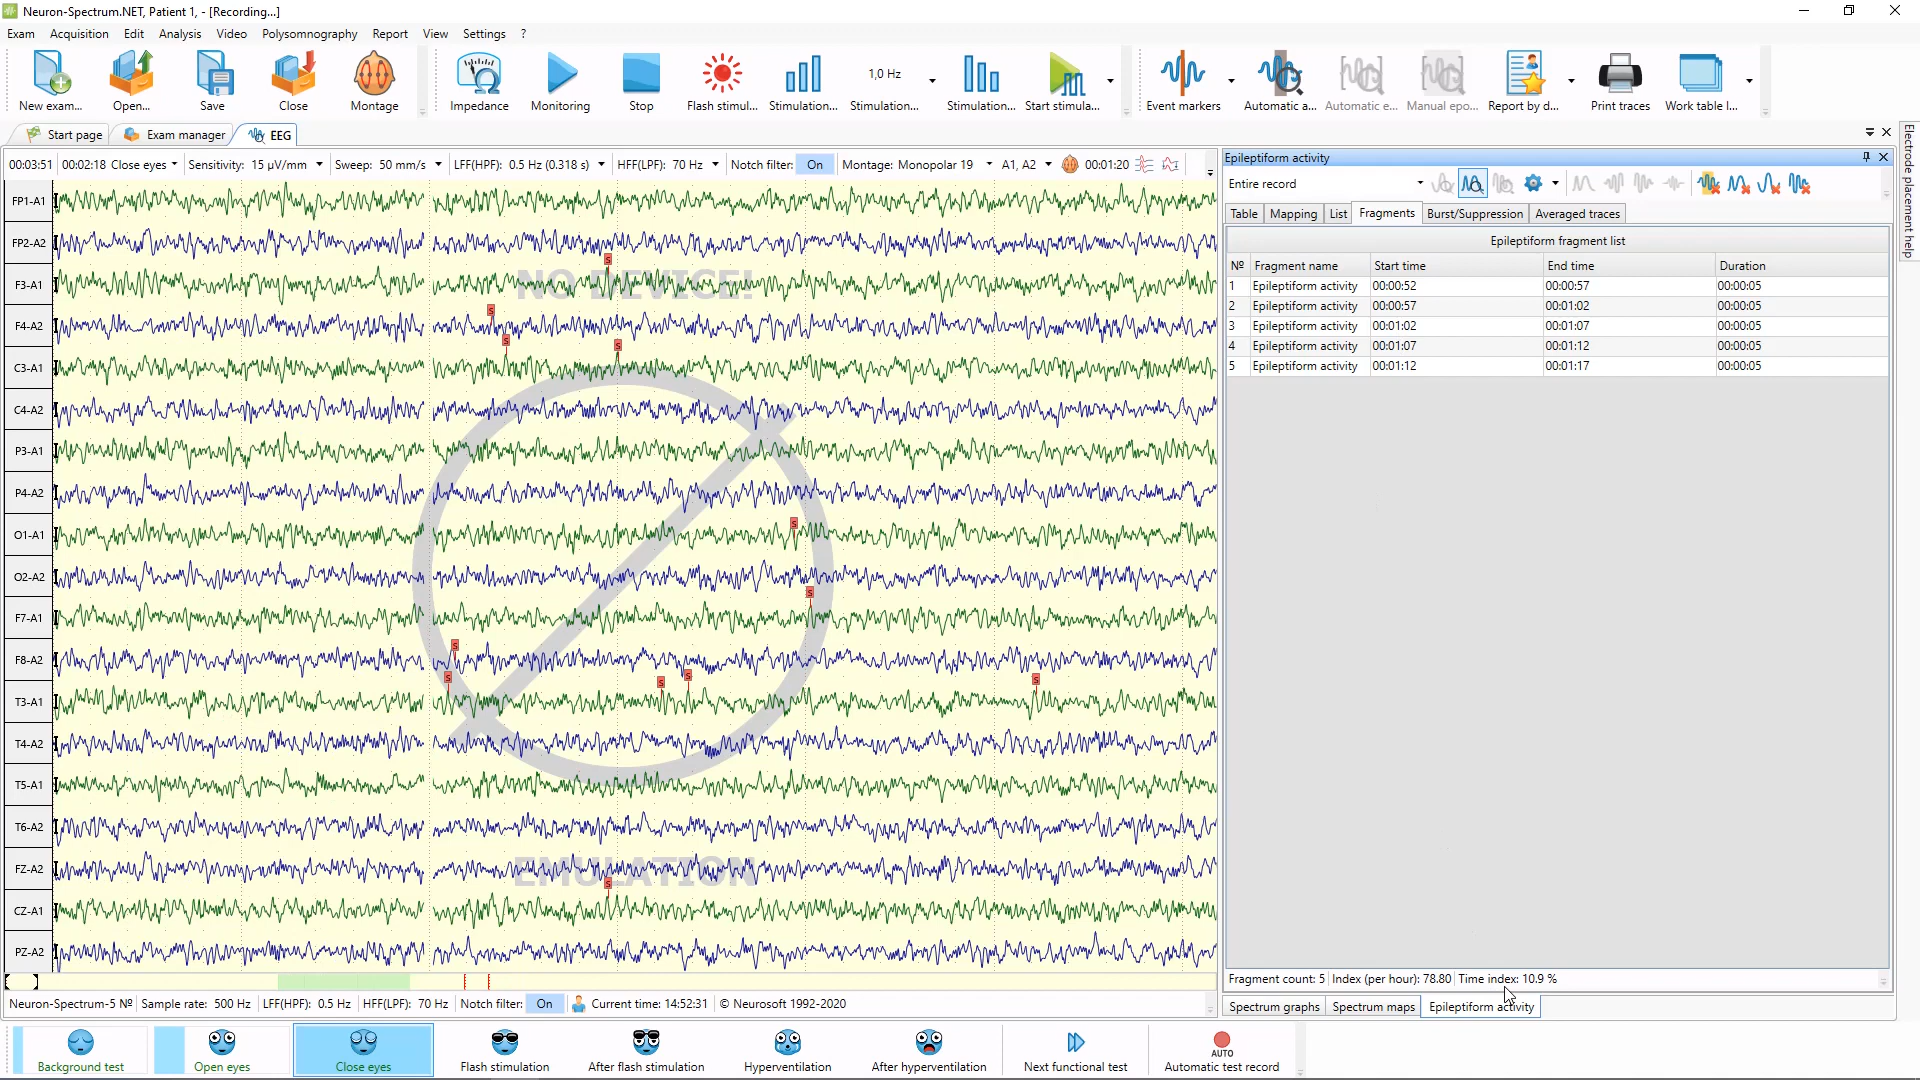 Neuron-Spectrum.NET, Patient 1, - [Recording...]
Exam Acquisition Edit Analysis Video Polysomnography Report View Settings ?
New exam... Open... Save Close Montage Impedance Monitoring Stop Flash stimul... Stimulation... 1,0 Hz Stimulation... Stimulation... Start stimula... Event markers Automatic a... Automatic e... Manual epo... Report by d... Print traces Work table l...
Start page Exam manager EEG
00:03:51 00:02:18 Close eyes Sensitivity: 15 µV/mm Sweep: 50 mm/s LFF(HPF): 0.5 Hz (0.318 s) HFF(LPF): 70 Hz Notch filter: On Montage: Monopolar 19 A1, A2 00:01:20
FP1-A1
FP2-A2
F3-A1
F4-A2
C3-A1
C4-A2
P3-A1
P4-A2
O1-A1
O2-A2
F7-A1
F8-A2
T3-A1
T4-A2
T5-A1
T6-A2
FZ-A2
CZ-A1
PZ-A2
NO DEVICE!
EMULATION
S
S
S
S
S
S
S
S
S
S
S
S
Epileptiform activity
Entire record
Table Mapping List Fragments Burst/Suppression Averaged traces
Epileptiform fragment list
Nº Fragment name Start time End time Duration
1 Epileptiform activity 00:00:52 00:00:57 00:00:05
2 Epileptiform activity 00:00:57 00:01:02 00:00:05
3 Epileptiform activity 00:01:02 00:01:07 00:00:05
4 Epileptiform activity 00:01:07 00:01:12 00:00:05
5 Epileptiform activity 00:01:12 00:01:17 00:00:05
Fragment count: 5 Index (per hour): 78.80 Time index: 10.9 %
Spectrum graphs Spectrum maps Epileptiform activity
Electrode placement help
Neuron-Spectrum-5 Nº Sample rate: 500 Hz LFF(HPF): 0.5 Hz HFF(LPF): 70 Hz Notch filter: On Current time: 14:52:31 © Neurosoft 1992-2020
Background test Open eyes Close eyes Flash stimulation After flash stimulation Hyperventilation After hyperventilation Next functional test AUTO Automatic test record